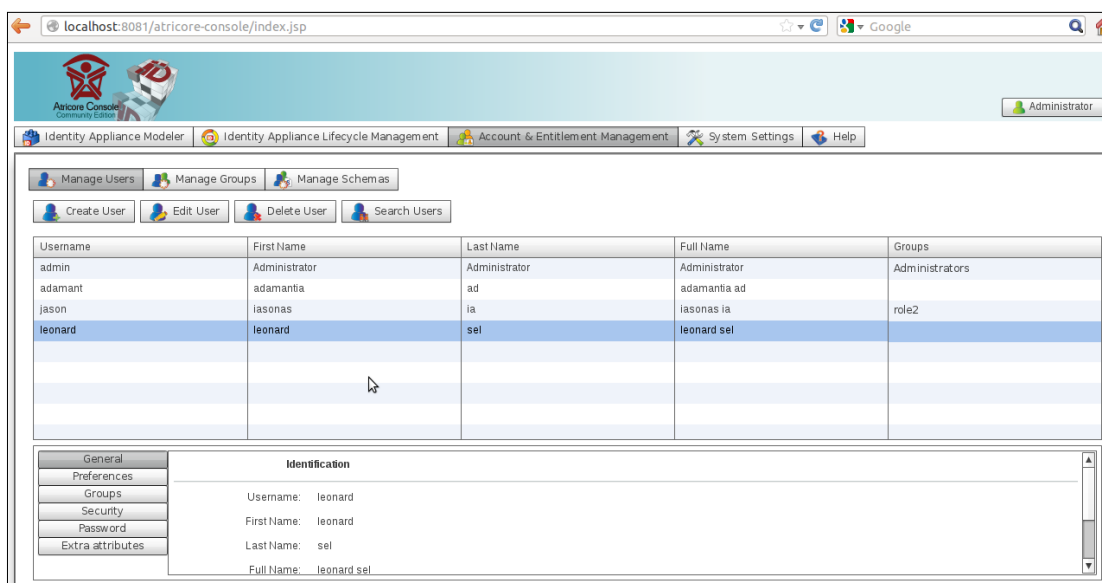 localhost:8081/atricore-console/index.jsp
Google
Atricore Console
Community Edition
Administrator
Identity Appliance Modeler Identity Appliance Lifecycle Management Account & Entitlement Management System Settings Help
Manage Users Manage Groups Manage Schemas
Create User Edit User Delete User Search Users
Username First Name Last Name Full Name Groups
admin Administrator Administrator Administrator Administrators
adamant adamantia ad adamantia ad
jason iasonas ia iasonas ia role2
leonard leonard sel leonard sel
General
Preferences
Groups
Security
Password
Extra attributes
Identification
Username: leonard
First Name: leonard
Last Name: sel
Full Name: leonard sel